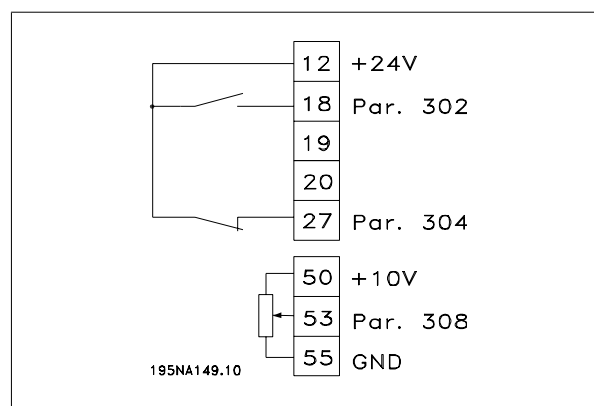 12 +24V
18 Par. 302
19
20
27 Par. 304
50 +10V
53 Par. 308
55 GND
195NA149.10